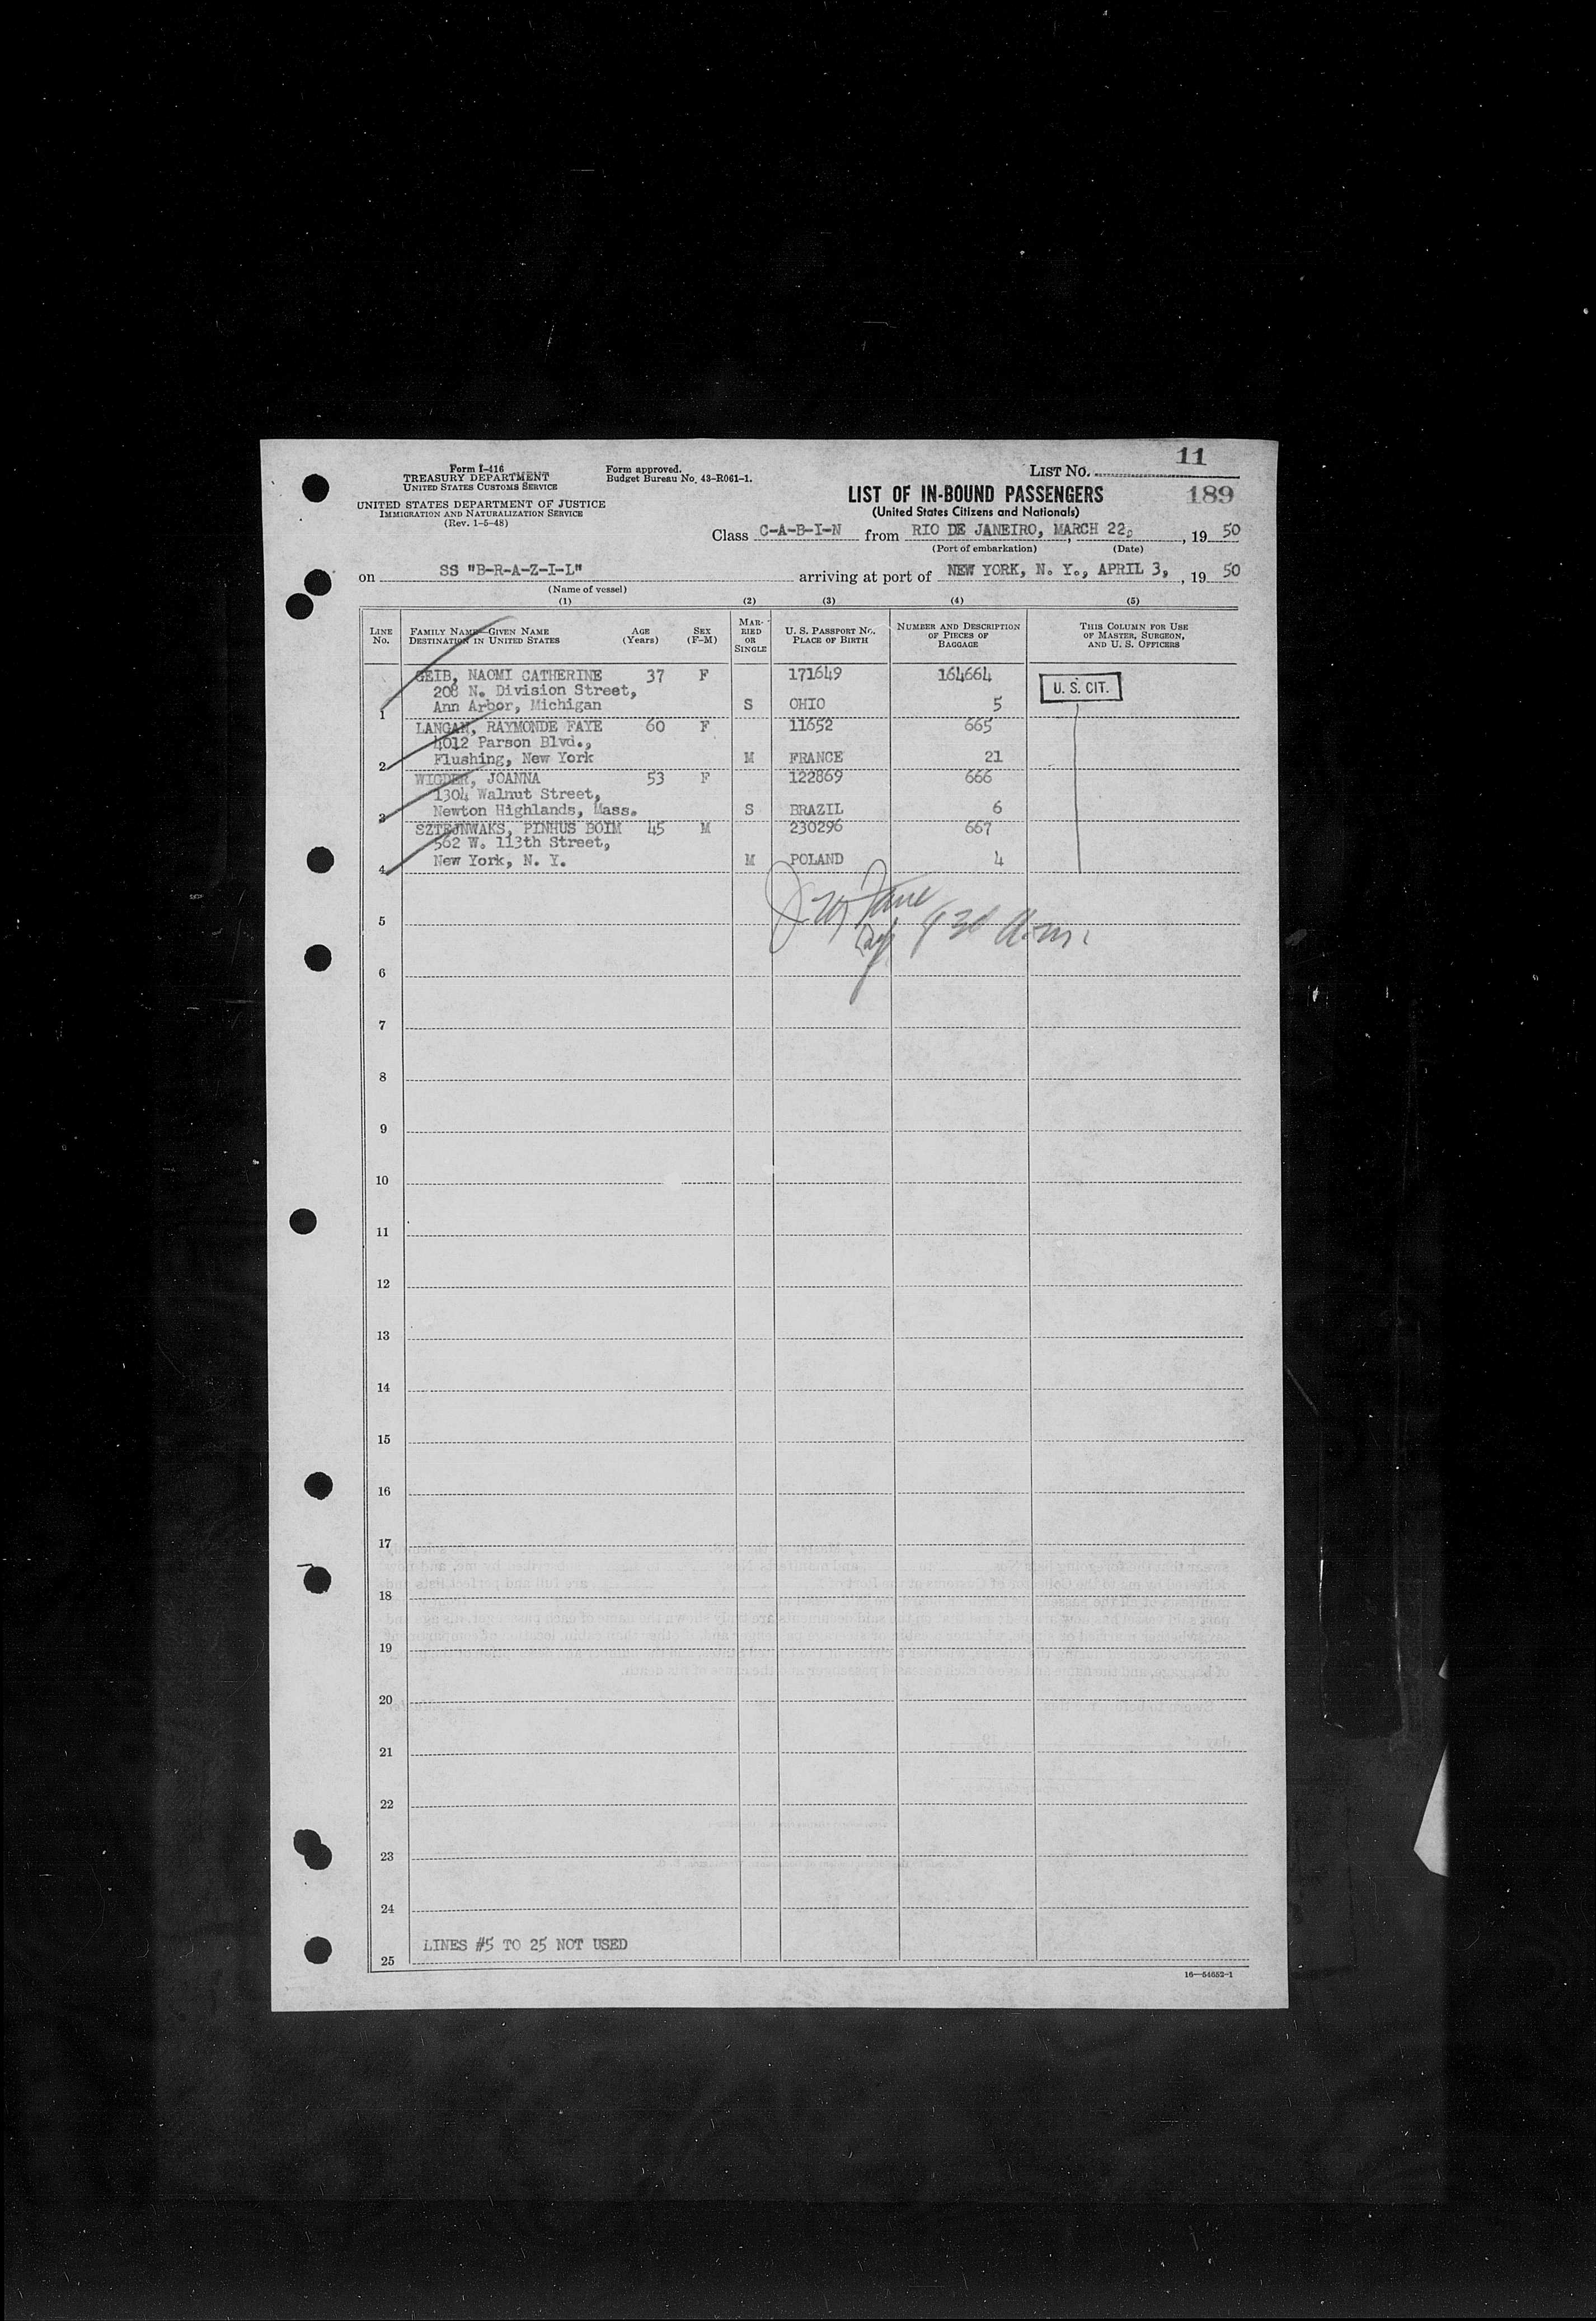 Form I-416
TREASURY DEPARTMENT
UNITED STATES CUSTOMS SERVICE
UNITED STATES DEPARTMENT OF JUSTICE
IMMIGRATION AND NATURALIZATION SERVICE
(Rev. 1-5-48)
Form approved.
Budget Bureau No. 43-R061-1.
LIST NO. 11
189
LIST OF IN-BOUND PASSENGERS
(United States Citizens and Nationals)
Class C-A-B-I-N from RIO DE JANEIRO, MARCH 22, , 19 50
(Port of embarkation) (Date)
on SS "B-R-A-Z-I-L" arriving at port of NEW YORK, N. Y., APRIL 3, , 19 50
(Name of vessel)
(1) (2) (3) (4) (5)
LINE NO. FAMILY NAME—GIVEN NAME DESTINATION IN UNITED STATES AGE (Years) SEX (F-M) MARRIED OR SINGLE U. S. PASSPORT NO. PLACE OF BIRTH NUMBER AND DESCRIPTION OF PIECES OF BAGGAGE THIS COLUMN FOR USE OF MASTER, SURGEON, AND U. S. OFFICERS
GEIB, NAOMI CATHERINE 37 F 171649 164664
208 N. Division Street, U. S. CIT.
1 Ann Arbor, Michigan S OHIO 5
LANGAN, RAYMONDE FAYE 60 F 11652 665
4012 Parson Blvd.,
2 Flushing, New York M FRANCE 21
WIGDER, JOANNA 53 F 122869 666
1304 Walnut Street,
3 Newton Highlands, Mass. S BRAZIL 6
SZTEJNWAKS, PINHUS BOIM 45 M 230296 667
562 W. 113th Street,
4 New York, N. Y. M POLAND 4
5
6
7
8
9
10
11
12
13
14
15
16
17
18
19
20
21
22
23
24
LINES #5 TO 25 NOT USED
25
16—54652-1